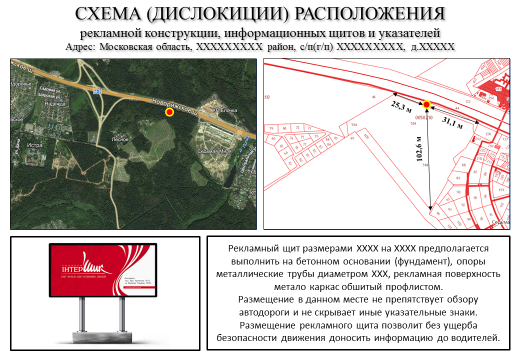 СХЕМА (ДИСЛОКИЦИИ) РАСПОЛОЖЕНИЯ
рекламной конструкции, информационных щитов и указателей
Адрес: Московская область, XXXXXXXXX район, с/п(г/п) XXXXXXXXX, д.XXXXX
Новорижское
Истра
25,3 м
31,1 м
102,6 м
ИНТЕР
Рекламный щит размерами XXXX на XXXX предполагается
выполнить на бетонном основании (фундамент), опоры
металлические трубы диаметром XXX, рекламная поверхность
метало каркас обшитый профлистом.
Размещение в данном месте не препятствует обзору
автодороги и не скрывает иные указательные знаки.
Размещение рекламного щита позволит без ущерба
безопасности движения доносить информацию до водителей.